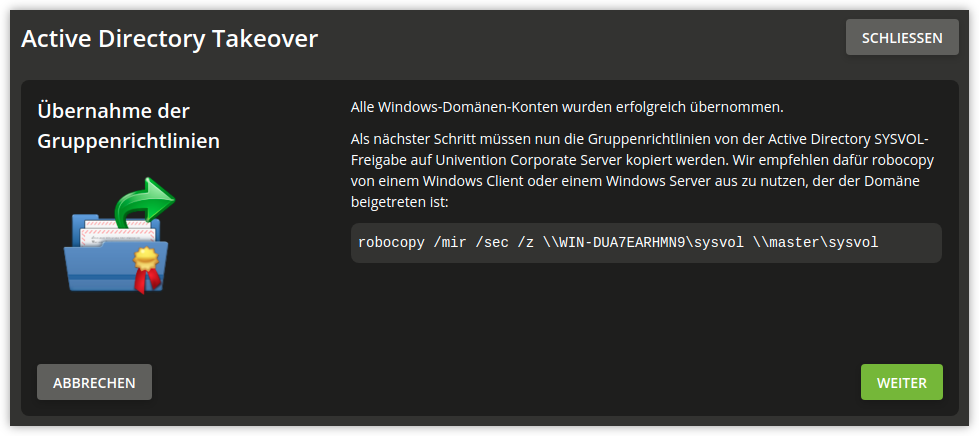 Active Directory Takeover
SCHLIESSEN
Übernahme der
Gruppenrichtlinien
Alle Windows-Domänen-Konten wurden erfolgreich übernommen.
Als nächster Schritt müssen nun die Gruppenrichtlinien von der Active Directory SYSVOL-
Freigabe auf Univention Corporate Server kopiert werden. Wir empfehlen dafür robocopy
von einem Windows Client oder einem Windows Server aus zu nutzen, der der Domäne
beigetreten ist:
robocopy /mir /sec /z \\WIN-DUA7EARHMN9\sysvol \\master\sysvol
ABBRECHEN
WEITER